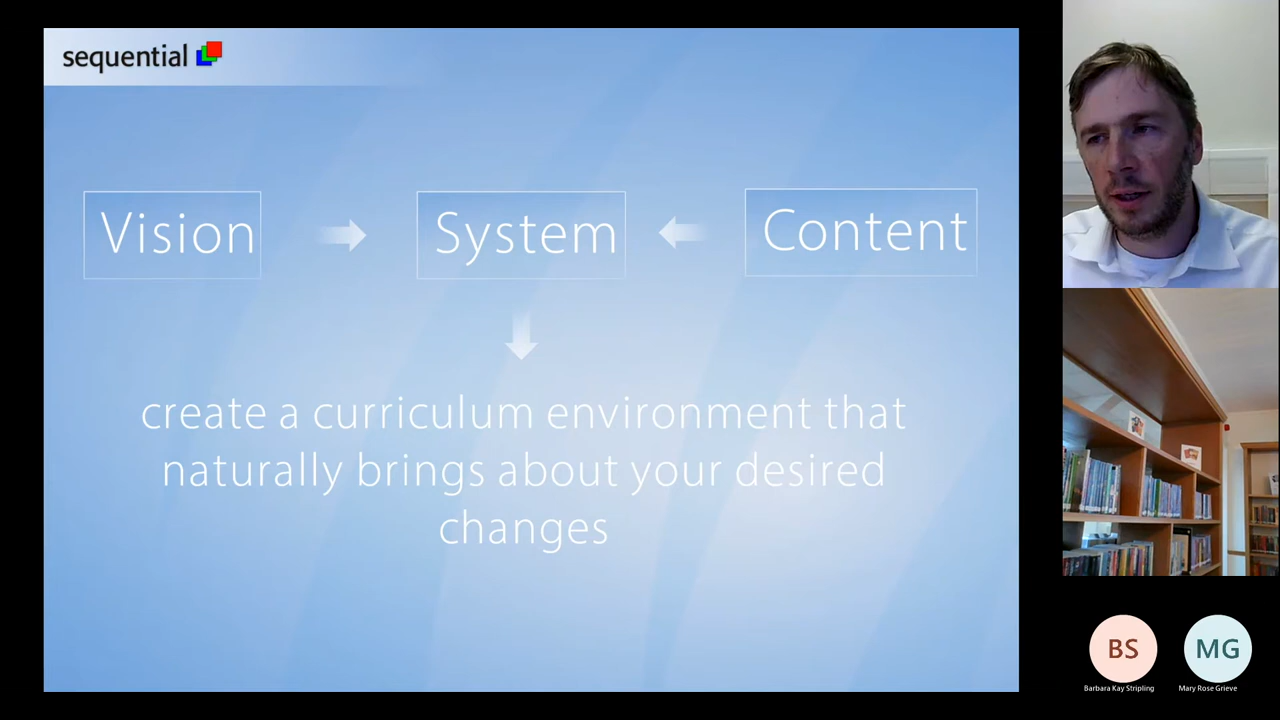 sequential
Vision
System
Content
create a curriculum environment that
naturally brings about your desired
changes
BS
MG
Barbara Kay Stripling
Mary Rose Grieve